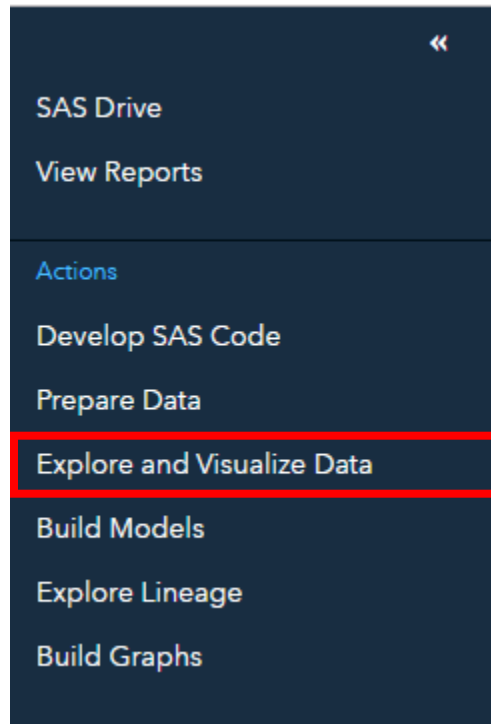 «
SAS Drive
View Reports
Actions
Develop SAS Code
Prepare Data
Explore and Visualize Data
Build Models
Explore Lineage
Build Graphs